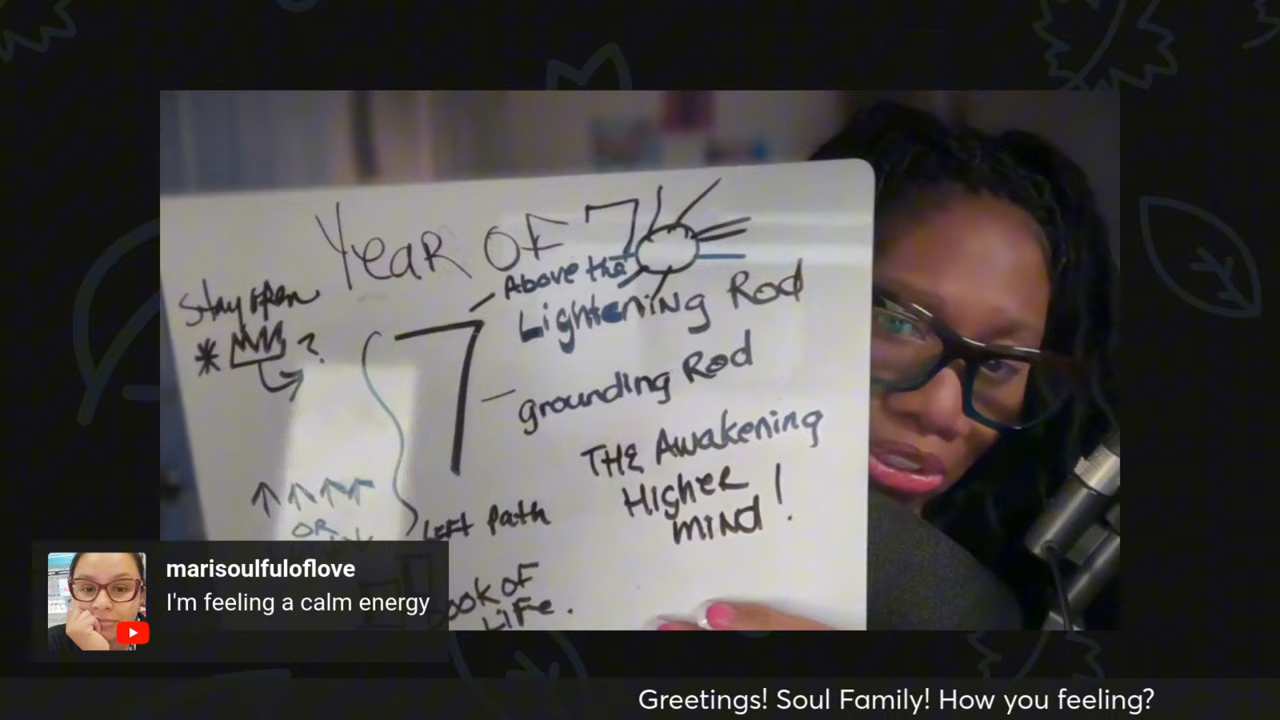 Year of 7
Stay open
Above the
Lightening Rod
?
7
grounding Rod
THE Awakening
Higher
mind!
OR
Left Path
ook of
Life.
marisoulfuloflove
I'm feeling a calm energy
Greetings! Soul Family! How you feeling?